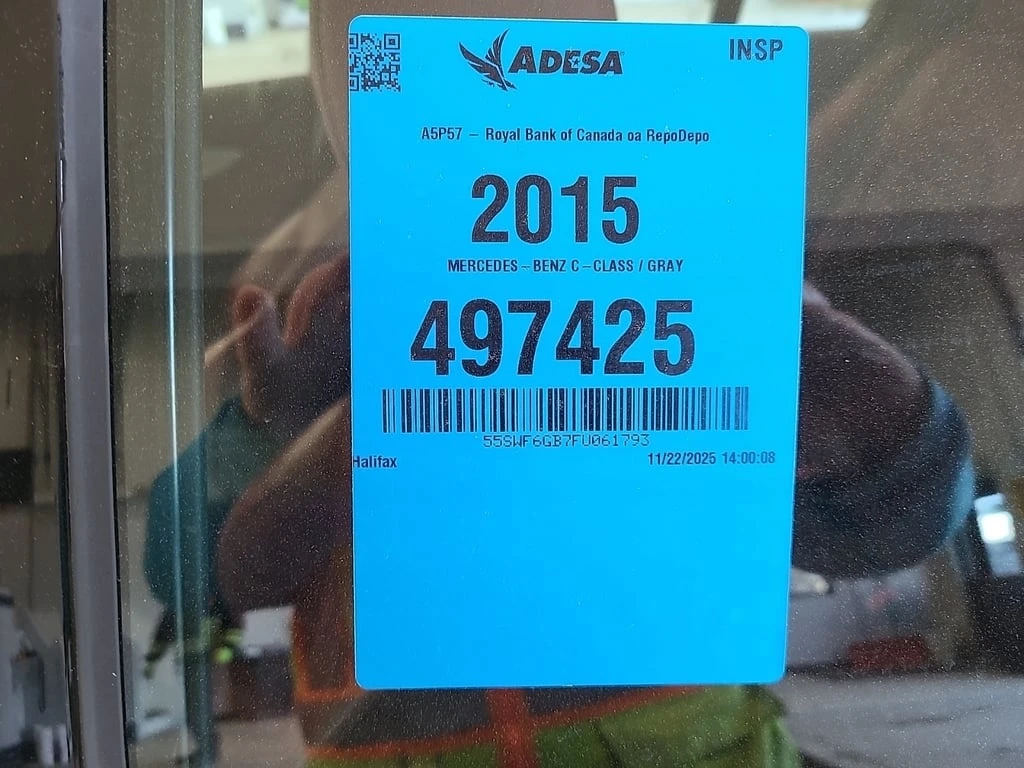 ADESA
INSP
A5P57 – Royal Bank of Canada oa RepoDepo
2015
MERCEDES–BENZ C–CLASS / GRAY
497425
55SWF6GB7FU061793
Halifax
11/22/2025 14:00:08